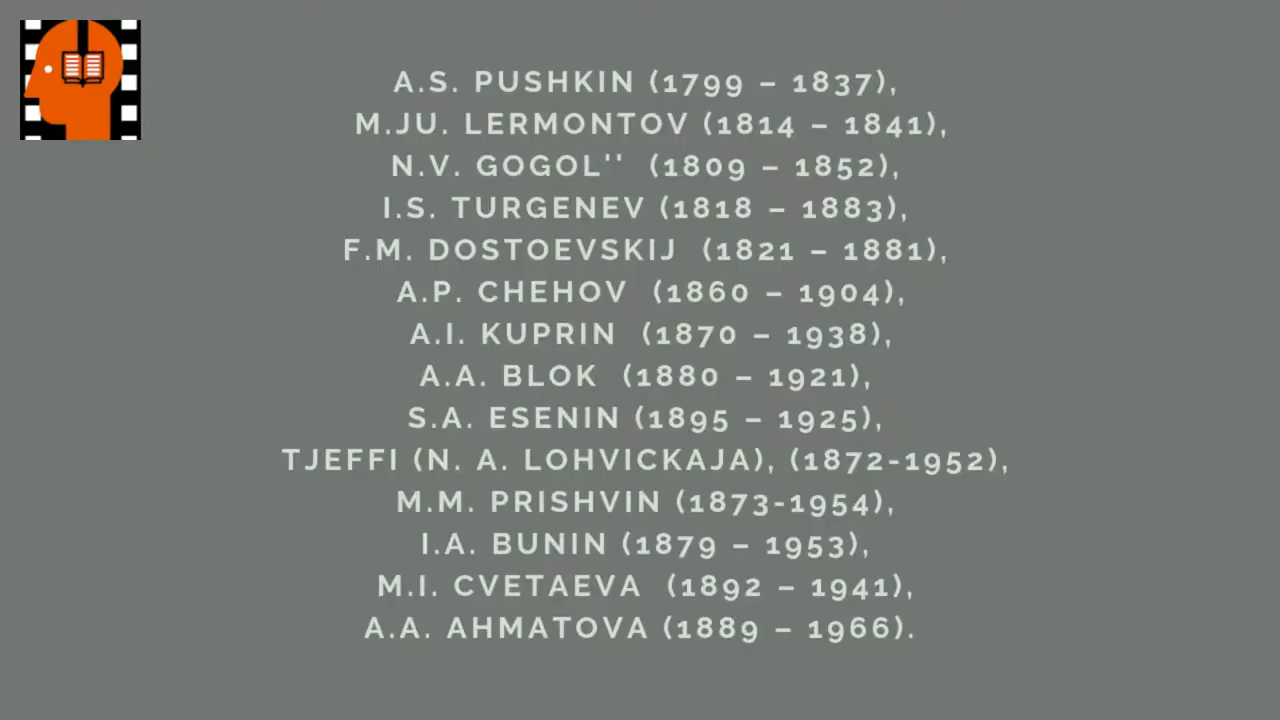 A.S. PUSHKIN (1799 – 1837),
M.JU. LERMONTOV (1814 – 1841),
N.V. GOGOL'' (1809 – 1852),
I.S. TURGENEV (1818 – 1883),
F.M. DOSTOEVSKIJ (1821 – 1881),
A.P. CHEHOV (1860 – 1904),
A.I. KUPRIN (1870 – 1938),
A.A. BLOK (1880 – 1921),
S.A. ESENIN (1895 – 1925),
TJEFFI (N. A. LOHVICKAJA), (1872-1952),
M.M. PRISHVIN (1873-1954),
I.A. BUNIN (1879 – 1953),
M.I. CVETAEVA (1892 – 1941),
A.A. AHMATOVA (1889 – 1966).